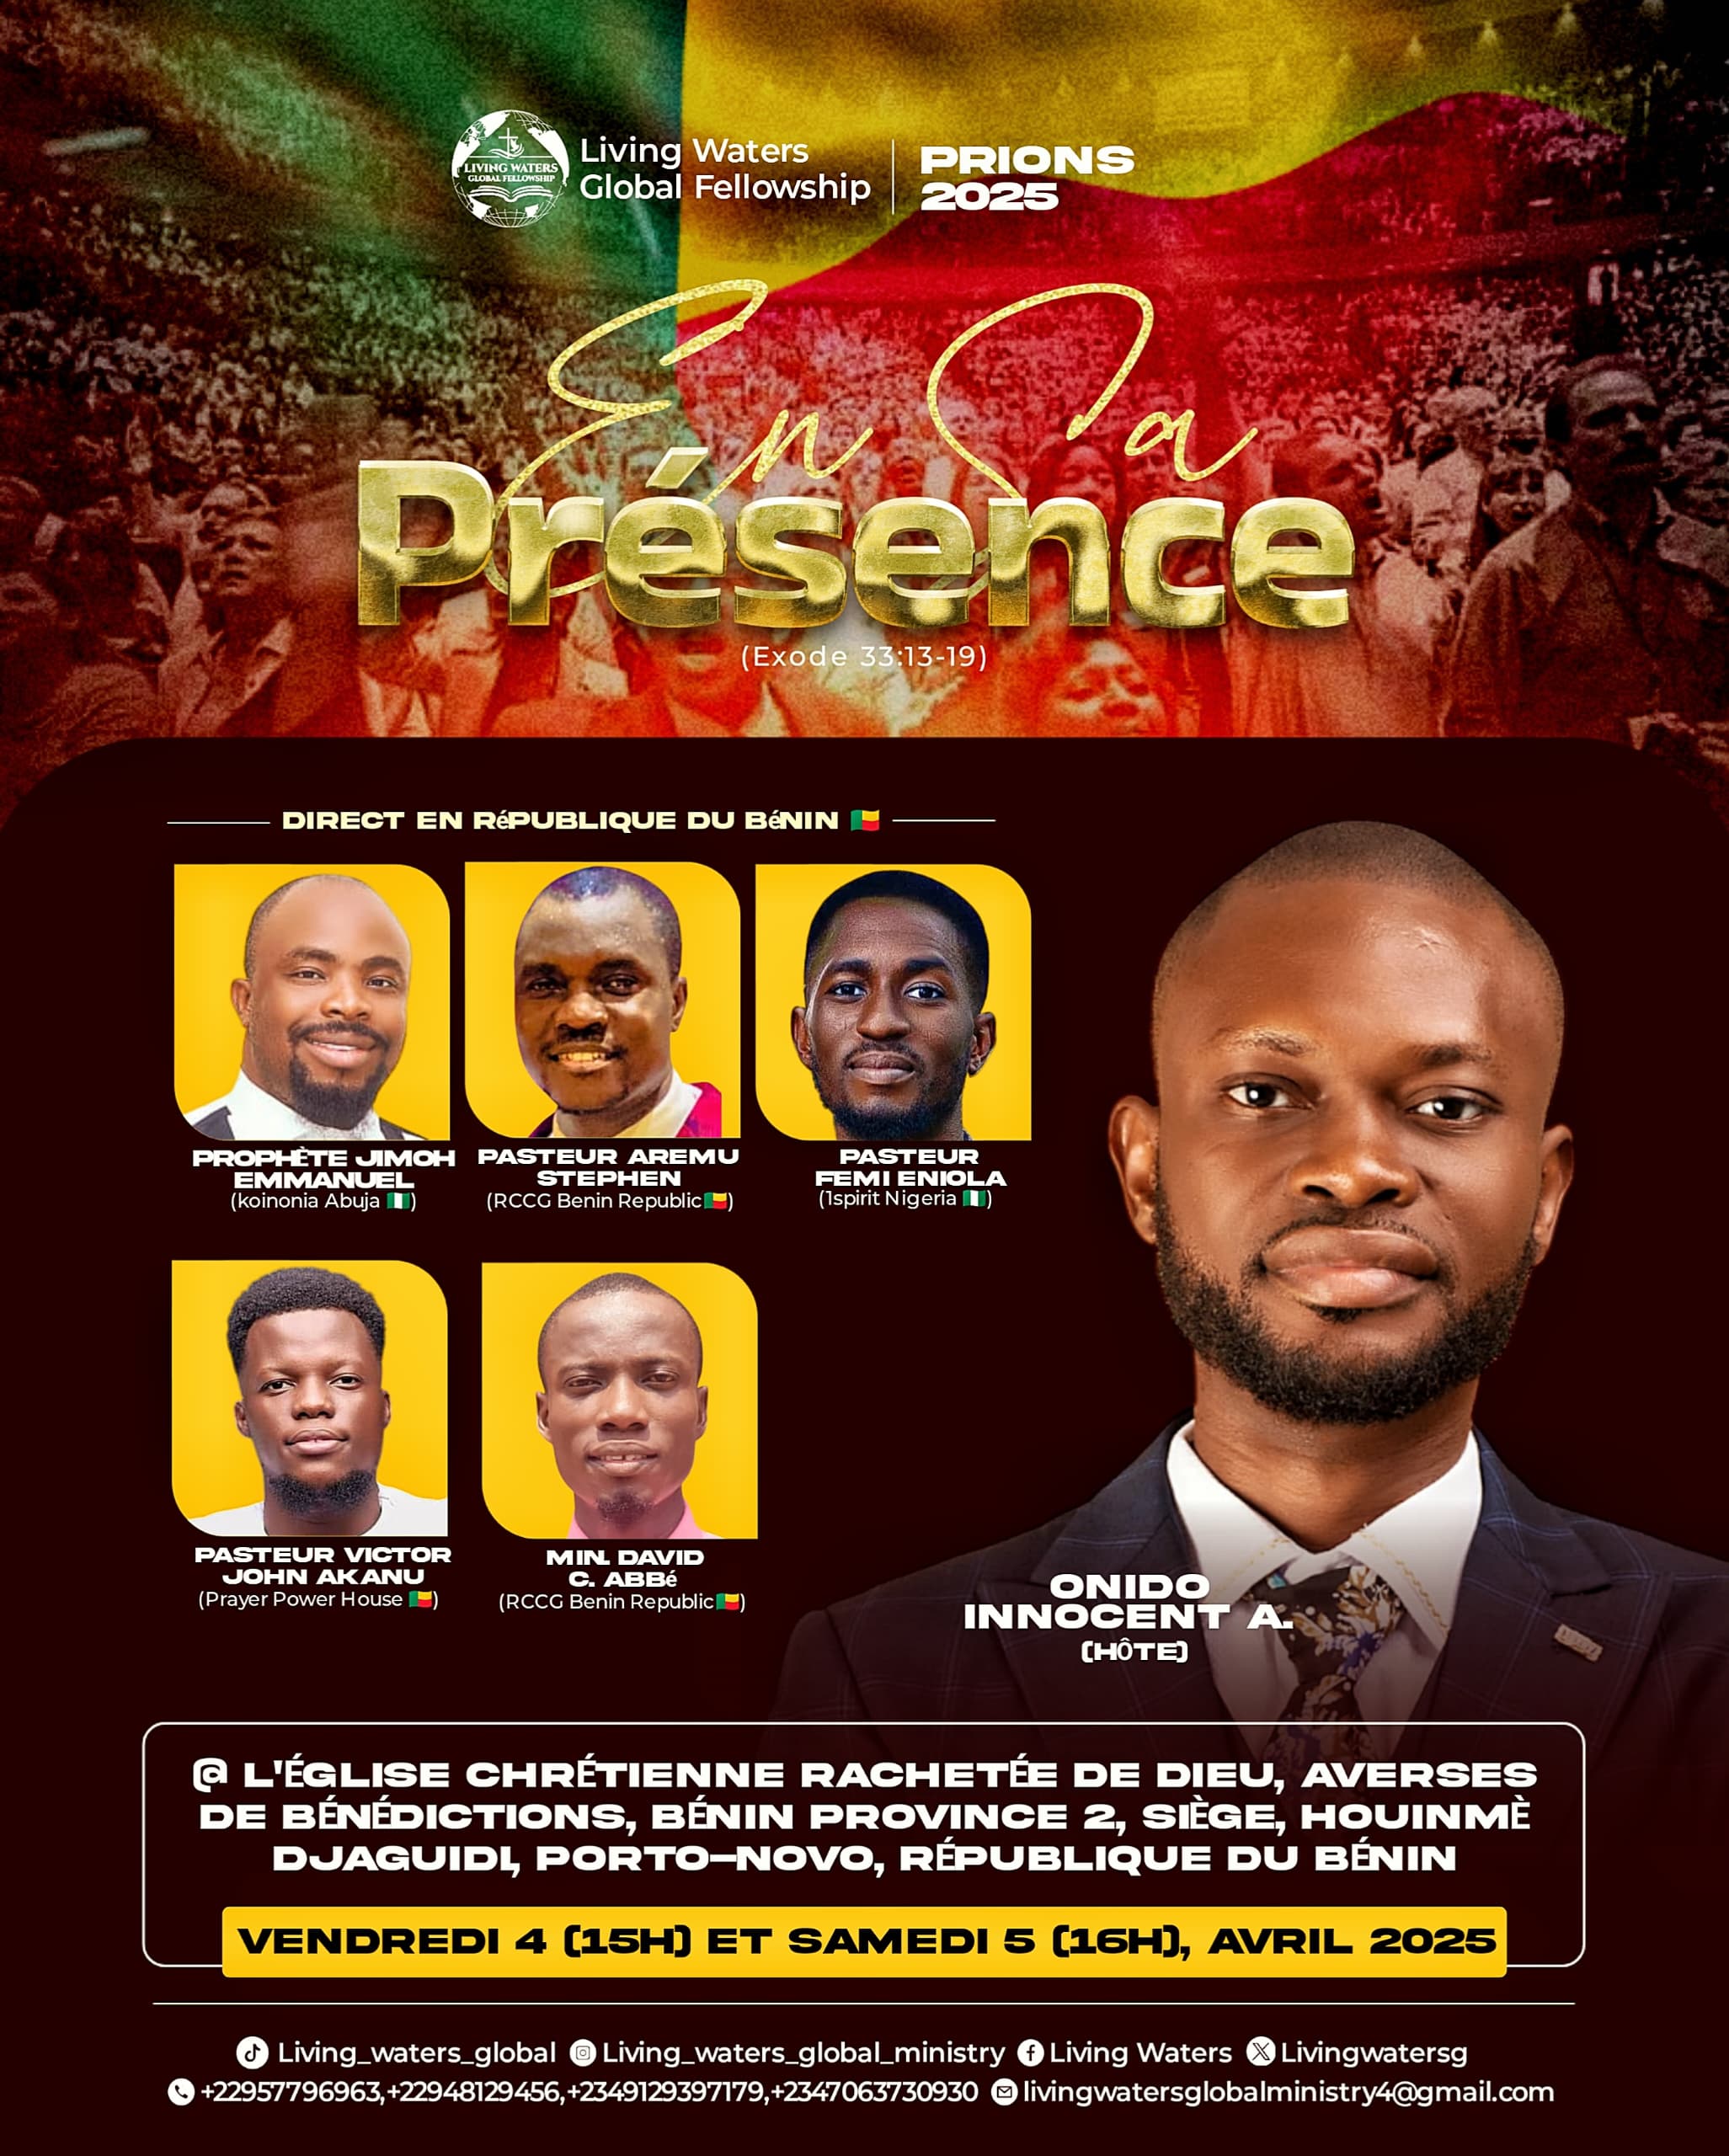 LIVING WATERS
GLOBAL FELLOWSHIP
Living Waters
Global Fellowship
PRIONS
2025
En Sa
Présence
(Exode 33:13-19)
DIRECT EN RéPUBLIQUE DU BéNIN
PROPHÈTE JIMOH
EMMANUEL
(koinonia Abuja)
PASTEUR AREMU
STEPHEN
(RCCG Benin Republic)
PASTEUR
FEMI ENIOLA
(1spirit Nigeria)
PASTEUR VICTOR
JOHN AKANU
(Prayer Power House)
MIN. DAVID
C. ABBé
(RCCG Benin Republic)
ONIDO
INNOCENT A.
(HÔTE)
@ L'ÉGLISE CHRÉTIENNE RACHETÉE DE DIEU, AVERSES
DE BÉNÉDICTIONS, BÉNIN PROVINCE 2, SIÈGE, HOUINMÈ
DJAGUIDI, PORTO-NOVO, RÉPUBLIQUE DU BÉNIN
VENDREDI 4 (15H) ET SAMEDI 5 (16H), AVRIL 2025
Living_waters_global Living_waters_global_ministry Living Waters Livingwatersg
+22957796963,+22948129456,+2349129397179,+2347063730930 livingwatersglobalministry4@gmail.com